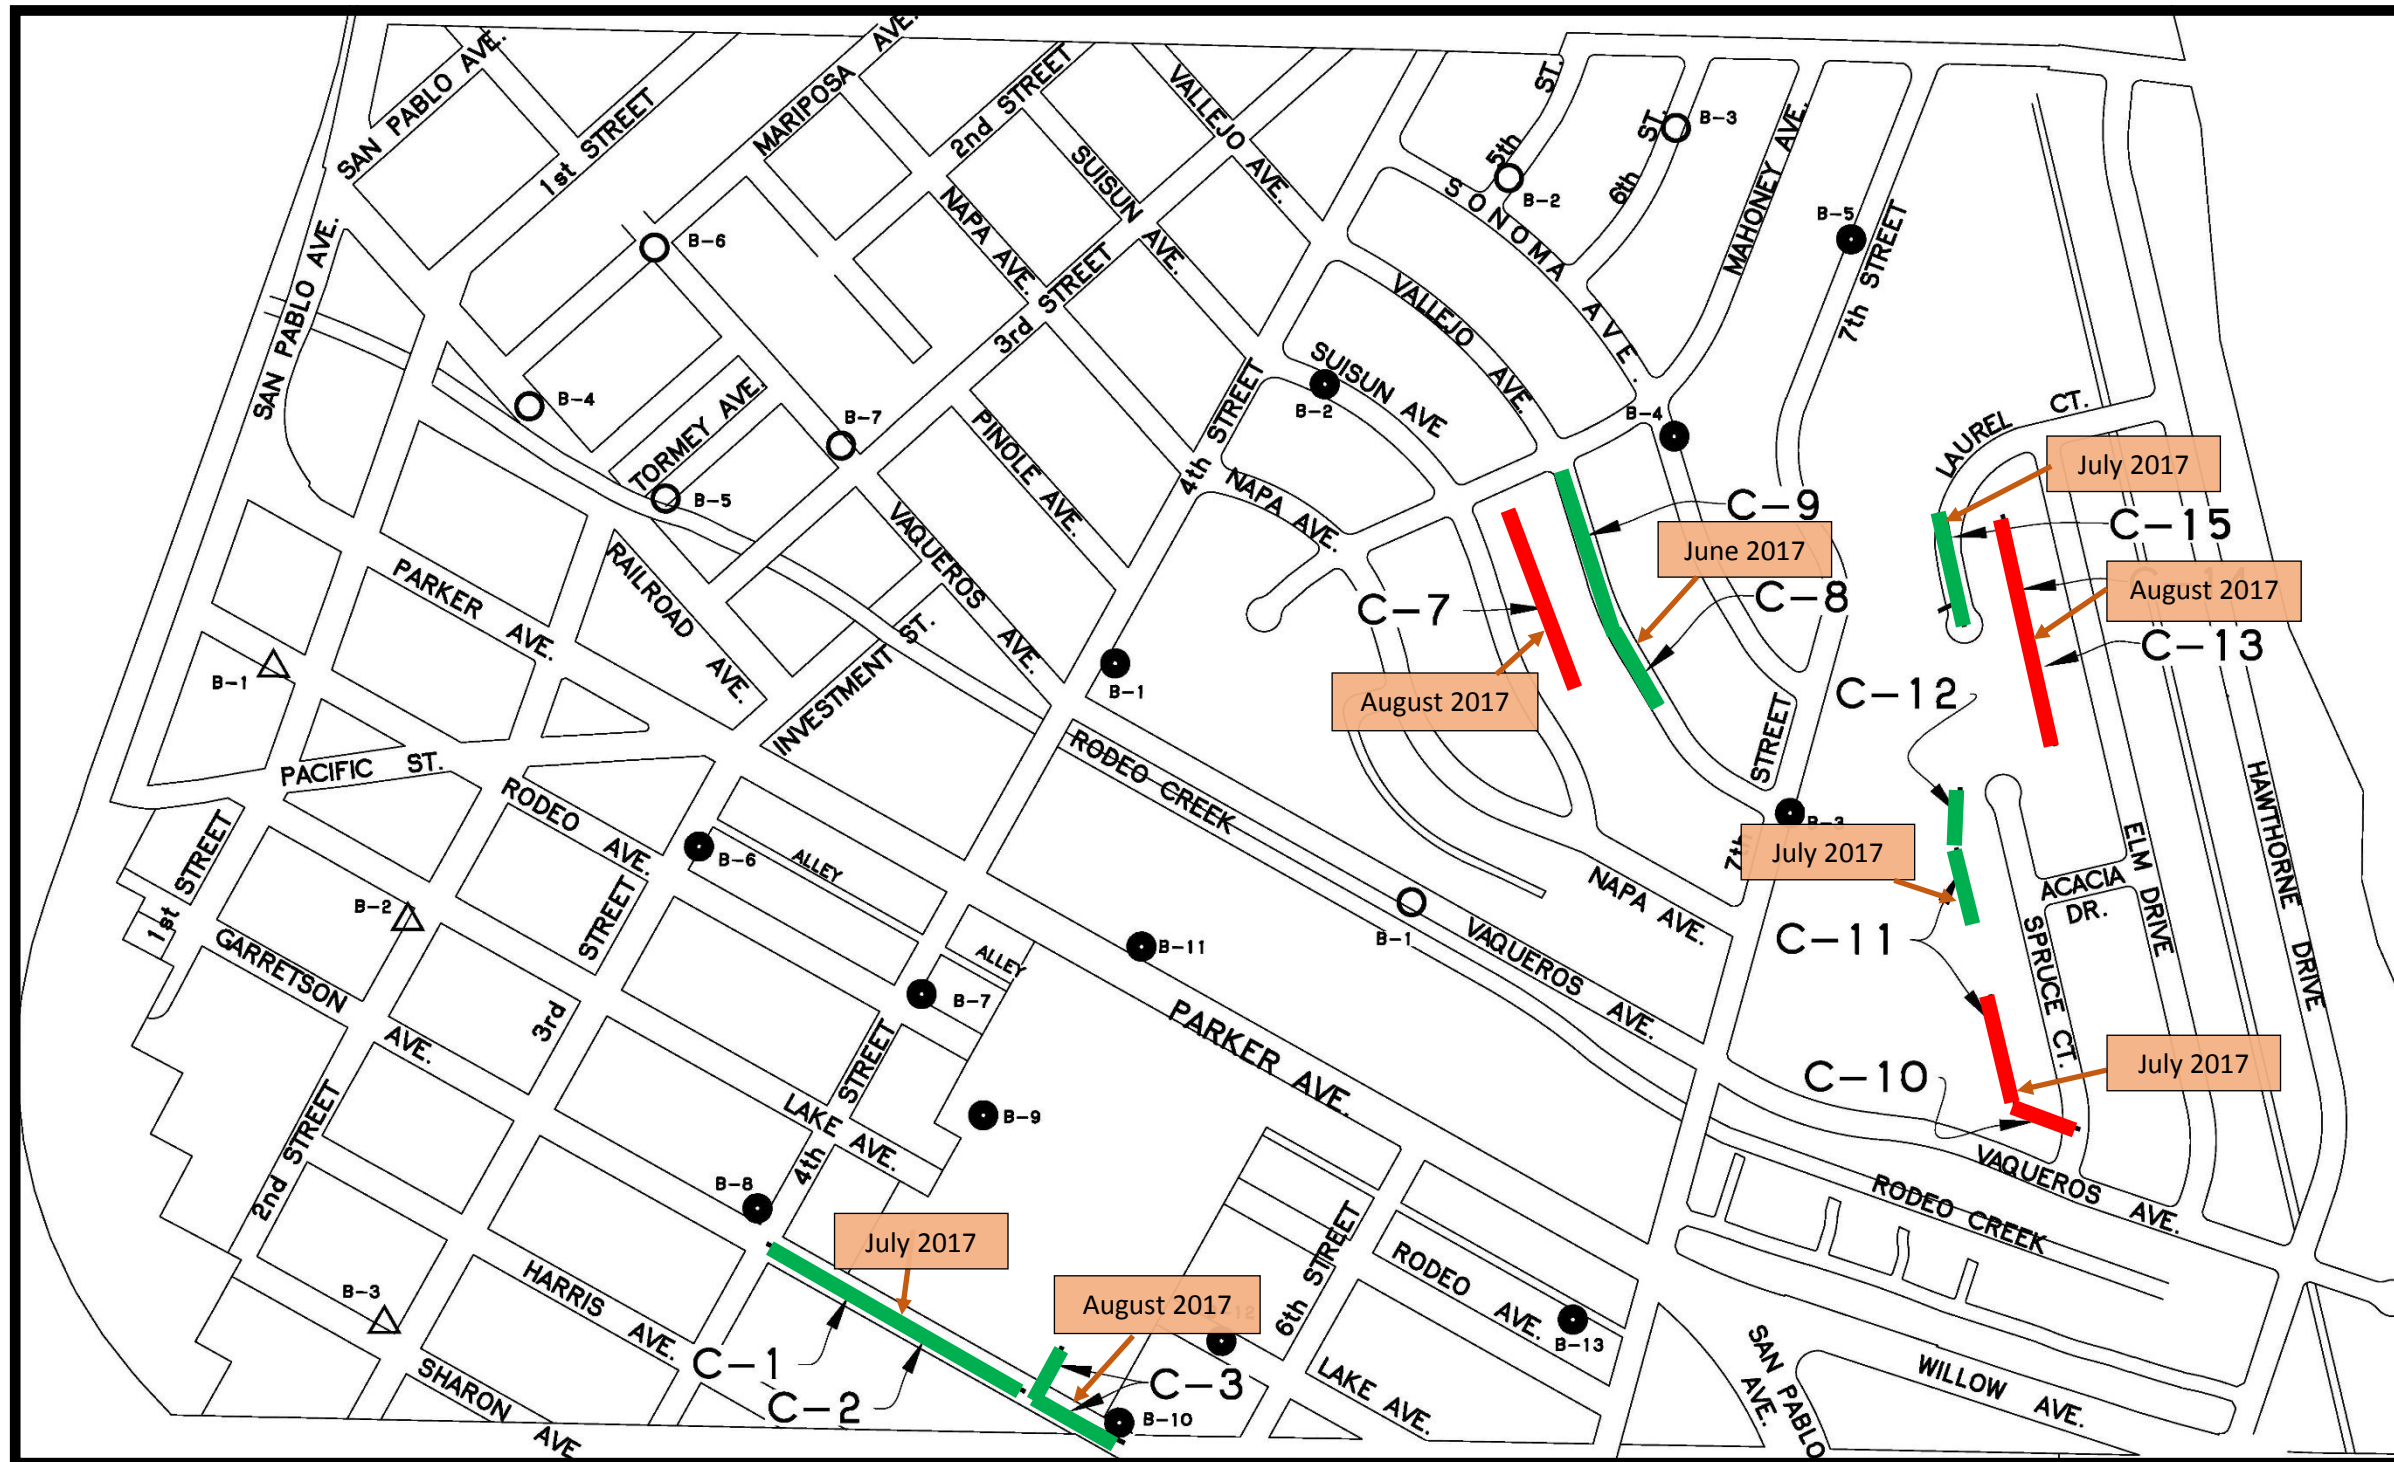 SAN PABLO AVE.
1st STREET
MARIPOSA AVE.
2nd STREET
VALLEJO AVE.
SUISUN AVE.
NAPA AVE.
3rd STREET
5th ST.
6th ST.
B-3
B-2
SONOMA AVE.
MAHONEY AVE.
B-5
7th STREET
B-6
SAN PABLO AVE.
VALLEJO AVE.
SUISUN AVE
B-2
B-4
B-4
B-7
TORMEY AVE.
B-5
PINOLE AVE.
4th STREET
NAPA AVE.
LAUREL CT.
July 2017
C-15
C-9
June 2017
C-8
C-7
August 2017
August 2017
C-13
C-12
VAQUEROS AVE.
RAILROAD AVE.
PARKER AVE.
INVESTMENT ST.
B-1
B-1
PACIFIC ST.
RODEO AVE.
RODEO CREEK
7th STREET
B-3
July 2017
HAWTHORNE DRIVE
ELM DRIVE
ACACIA DR.
SPRUCE CT.
C-11
NAPA AVE.
B-1
VAQUEROS AVE.
1st STREET
B-2
GARRETSON AVE.
3rd STREET
B-6
ALLEY
ALLEY
B-7
B-11
PARKER AVE.
4th STREET
LAKE AVE.
B-9
C-10
July 2017
VAQUEROS AVE.
RODEO CREEK
2nd STREET
B-8
B-3
July 2017
HARRIS AVE.
SHARON AVE
August 2017
C-1
C-2
C-3
B-10
6th STREET
RODEO AVE.
B-13
LAKE AVE.
SAN PABLO AVE.
WILLOW AVE.